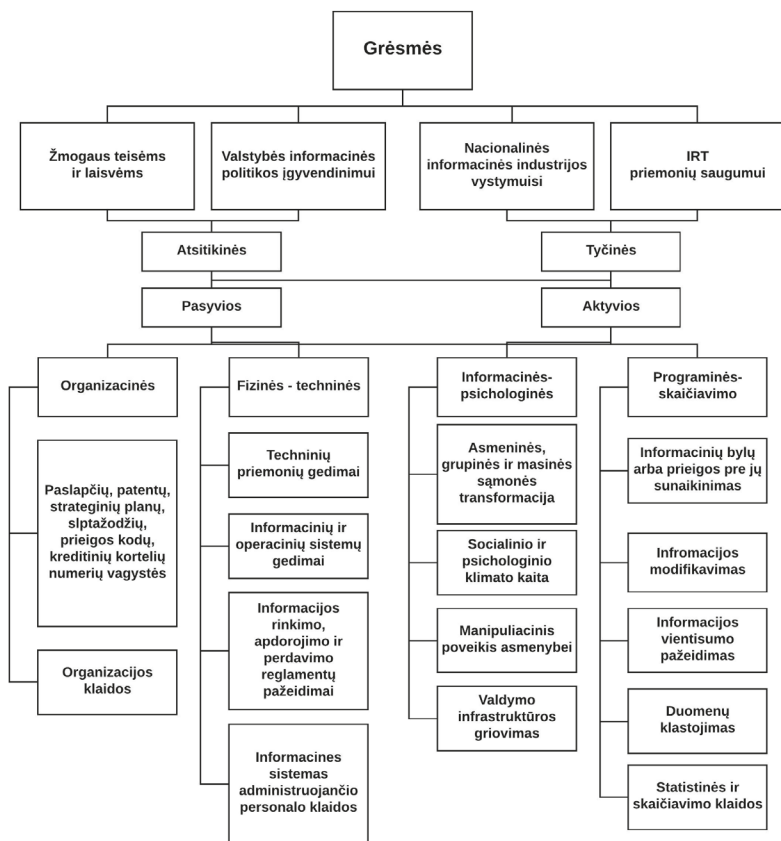 Grėsmės
Žmogaus teisėms
ir laisvėms
Valstybės informacinės
politikos įgyvendinimui
Nacionalinės
informacinės industrijos
vystymuisi
IRT
priemonių saugumui
Atsitikinės
Tyčinės
Pasyvios
Aktyvios
Organizacinės
Paslapčių, patentų,
strateginių planų,
slptažodžių,
prieigos kodų,
kreditinių kortelių
numerių vagystės
Organizacijos
klaidos
Fizinės - techninės
Techninių
priemonių gedimai
Informacinių ir
operacinių sistemų
gedimai
Informacijos
rinkimo,
apdorojimo ir
perdavimo
reglamentų
pažeidimai
Informacines
sistemas
administruojančio
personalo klaidos
Informacinės-
psichologinės
Asmeninės,
grupinės ir masinės
sąmonės
transformacija
Socialinio ir
psichologinio
klimato kaita
Manipuliacinis
poveikis asmenybei
Valdymo
infrastruktūros
griovimas
Programinės-
skaičiavimo
Informacinių bylų
arba prieigos pre jų
sunaikinimas
Infromacijos
modifikavimas
Informacijos
vientisumo
pažeidimas
Duomenų
klastojimas
Statistinės ir
skaičiavimo klaidos